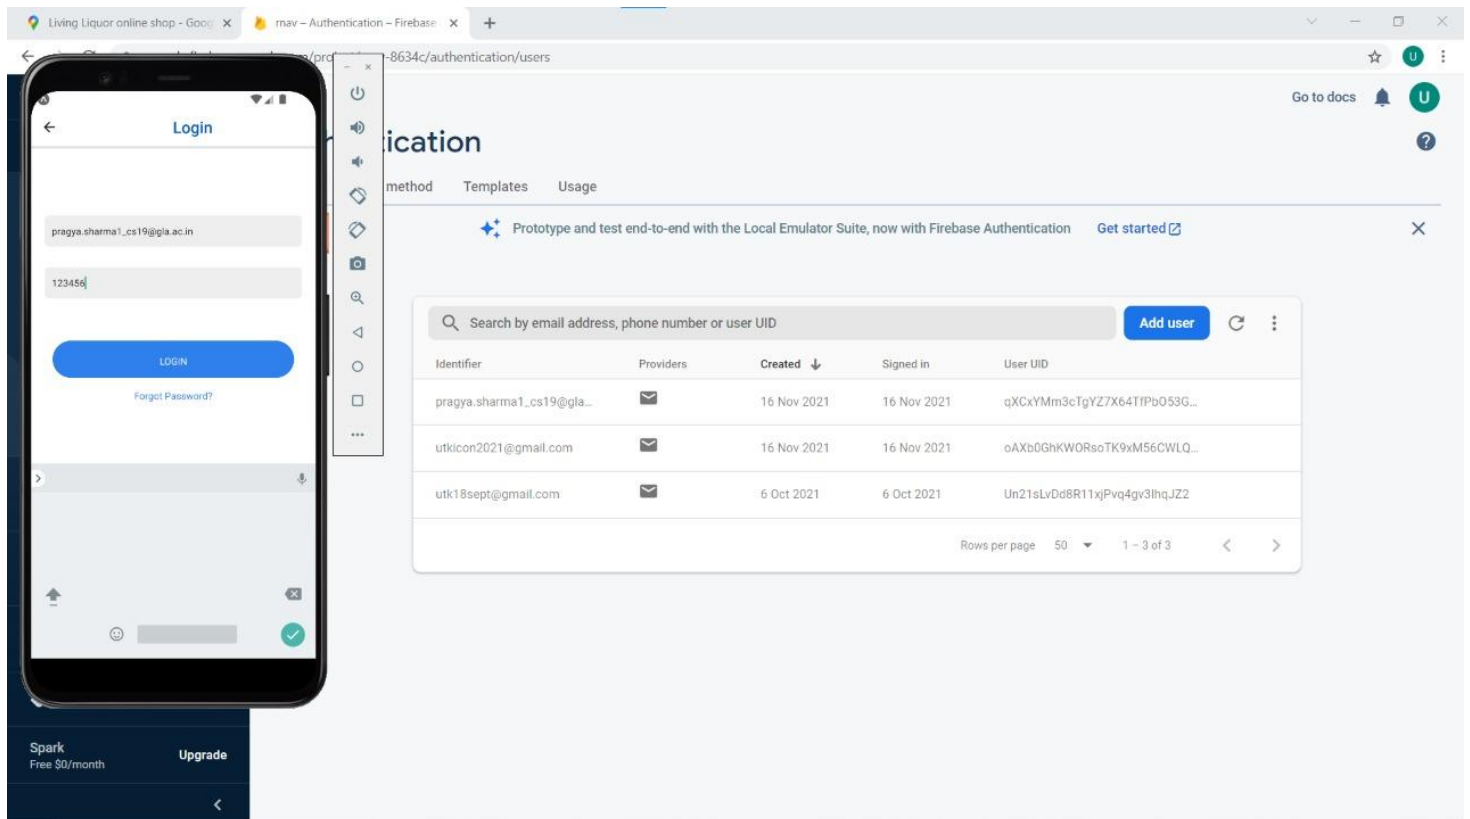 Living Liquor online shop - Goog
rnav – Authentication – Firebase
-8634c/authentication/users
U
Go to docs
U
ication
method Templates Usage
Prototype and test end-to-end with the Local Emulator Suite, now with Firebase Authentication Get started
Login
pragya.sharma1_cs19@gla.ac.in
123456
LOGIN
Forgot Password?
Search by email address, phone number or user UID
Add user
Identifier Providers Created Signed in User UID
pragya.sharma1_cs19@gla... 16 Nov 2021 16 Nov 2021 qXCxYMm3cTgYZ7X64TfPbO53G...
utkicon2021@gmail.com 16 Nov 2021 16 Nov 2021 oAXb0GhKWORsoTK9xM56CWLQ...
utk18sept@gmail.com 6 Oct 2021 6 Oct 2021 Un21sLvDd8R11xjPvq4gv3IhqJZ2
Rows per page 50 1 – 3 of 3
Spark
Free $0/month
Upgrade